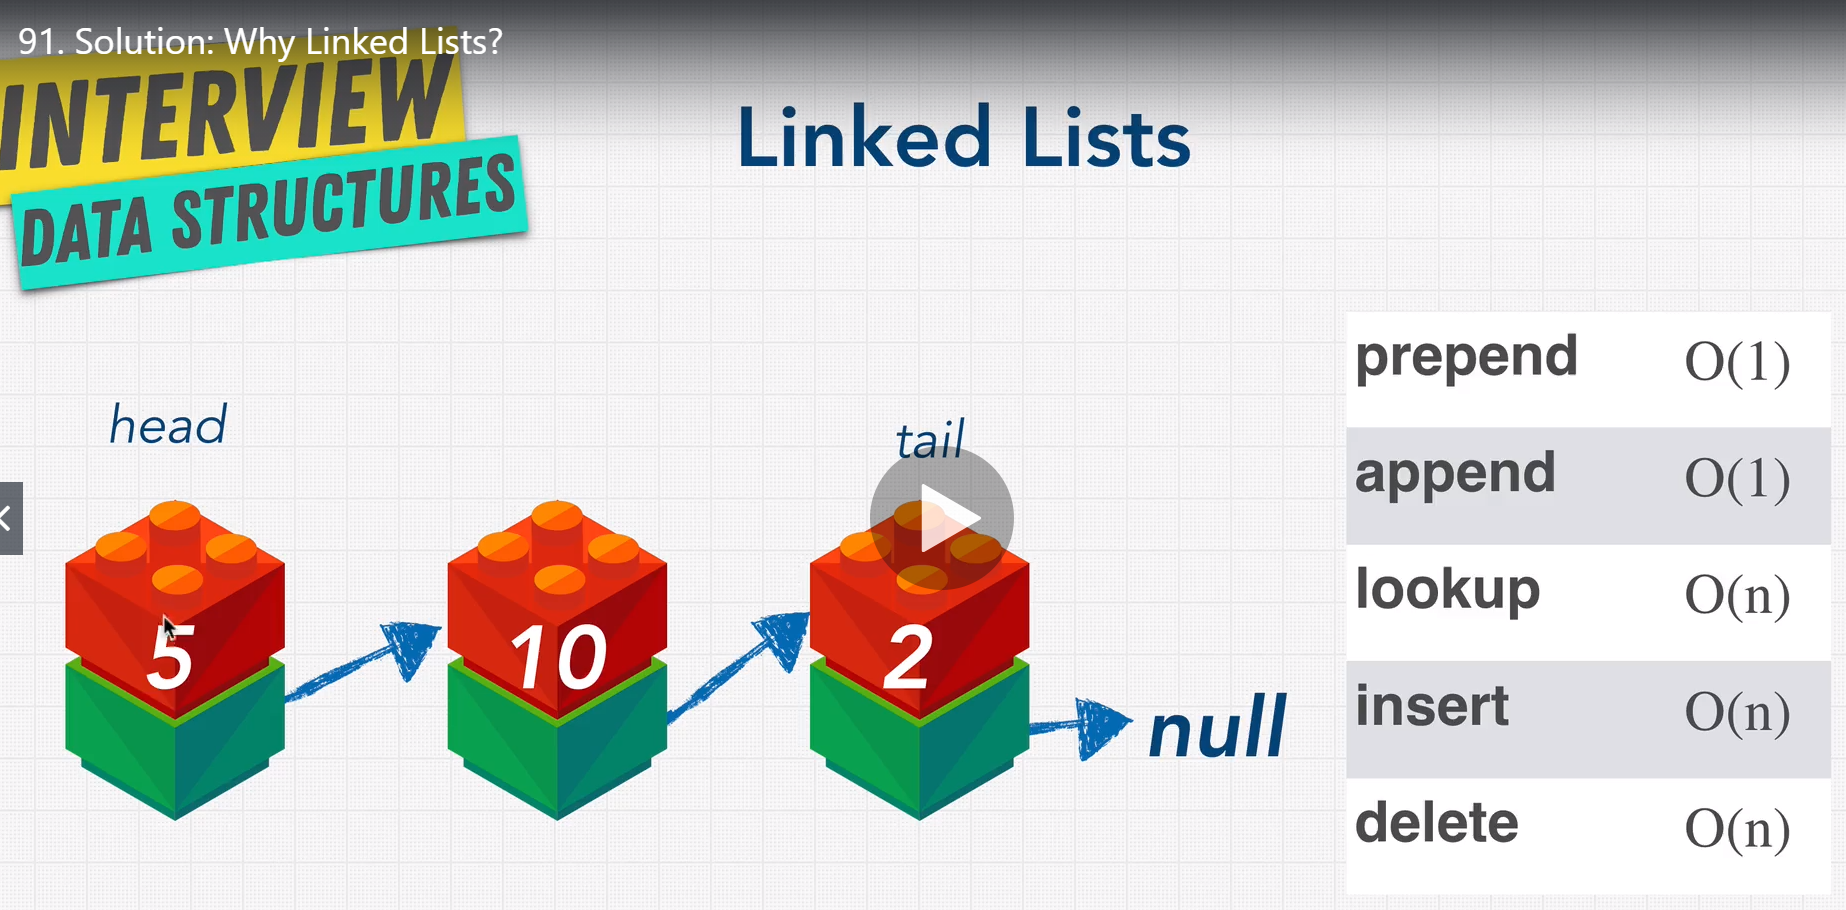 91. Solution: Why Linked Lists?
INTERVIEW
DATA STRUCTURES
Linked Lists
head
tail
5
10
2
null
prepend O(1)
append O(1)
lookup O(n)
insert O(n)
delete O(n)